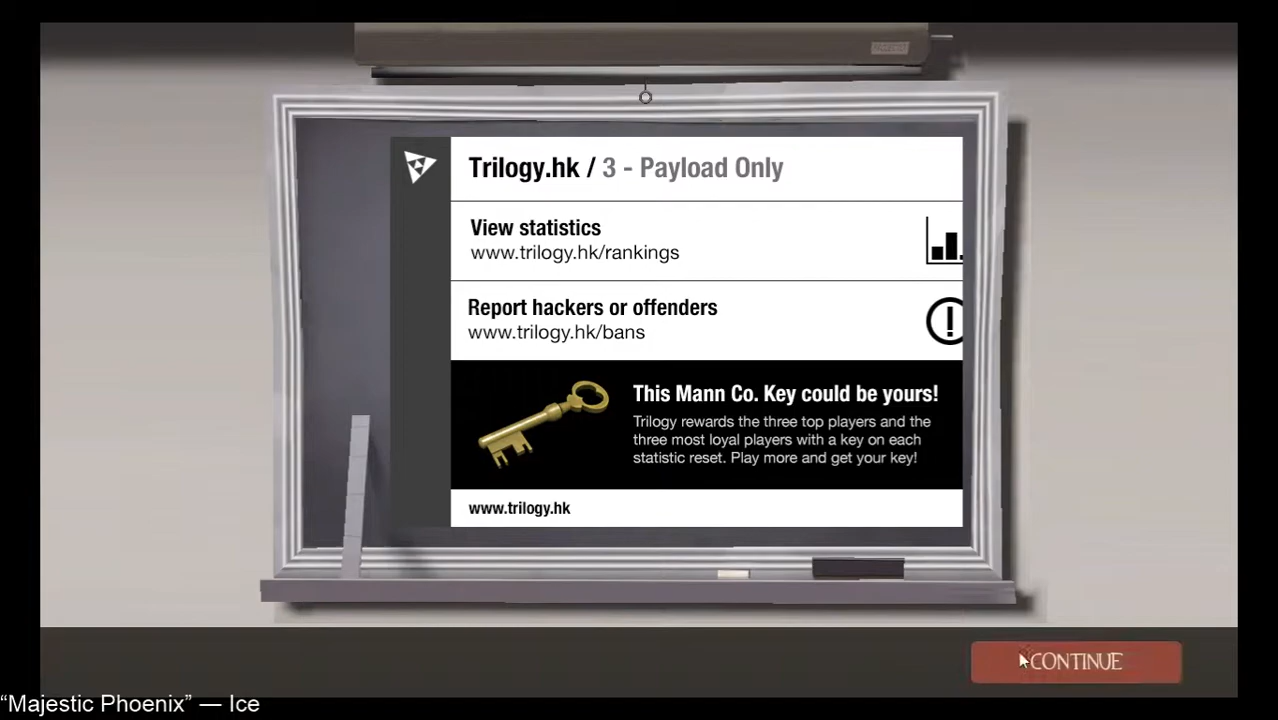 Trilogy.hk / 3 - Payload Only
View statistics
www.trilogy.hk/rankings
Report hackers or offenders
www.trilogy.hk/bans
This Mann Co. Key could be yours!
Trilogy rewards the three top players and the
three most loyal players with a key on each
statistic reset. Play more and get your key!
www.trilogy.hk
CONTINUE
“Majestic Phoenix” — Ice